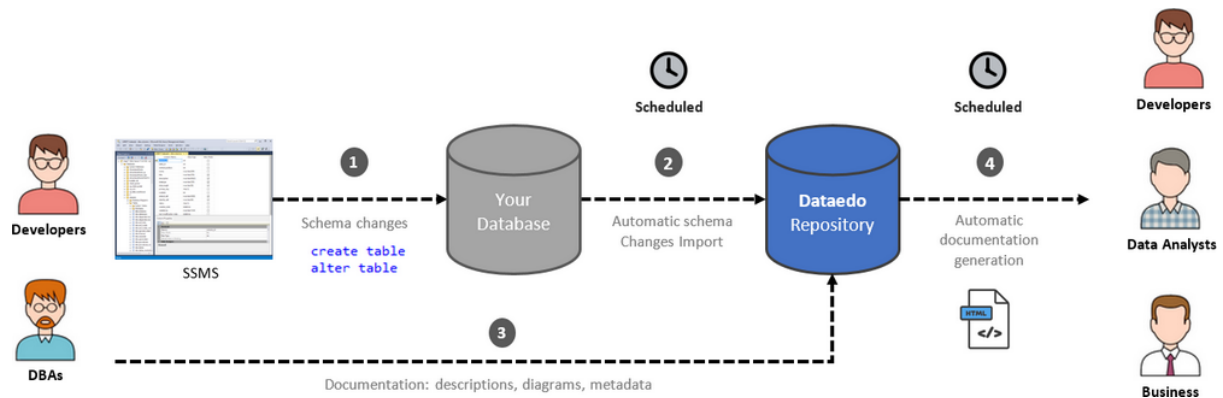 Developers
DBAs
SSMS
1
Schema changes
create table
alter table
Your
Database
Scheduled
2
Automatic schema
Changes Import
Dataedo
Repository
Scheduled
4
Automatic
documentation
generation
HTML
</>
3
Documentation: descriptions, diagrams, metadata
Developers
Data Analysts
Business